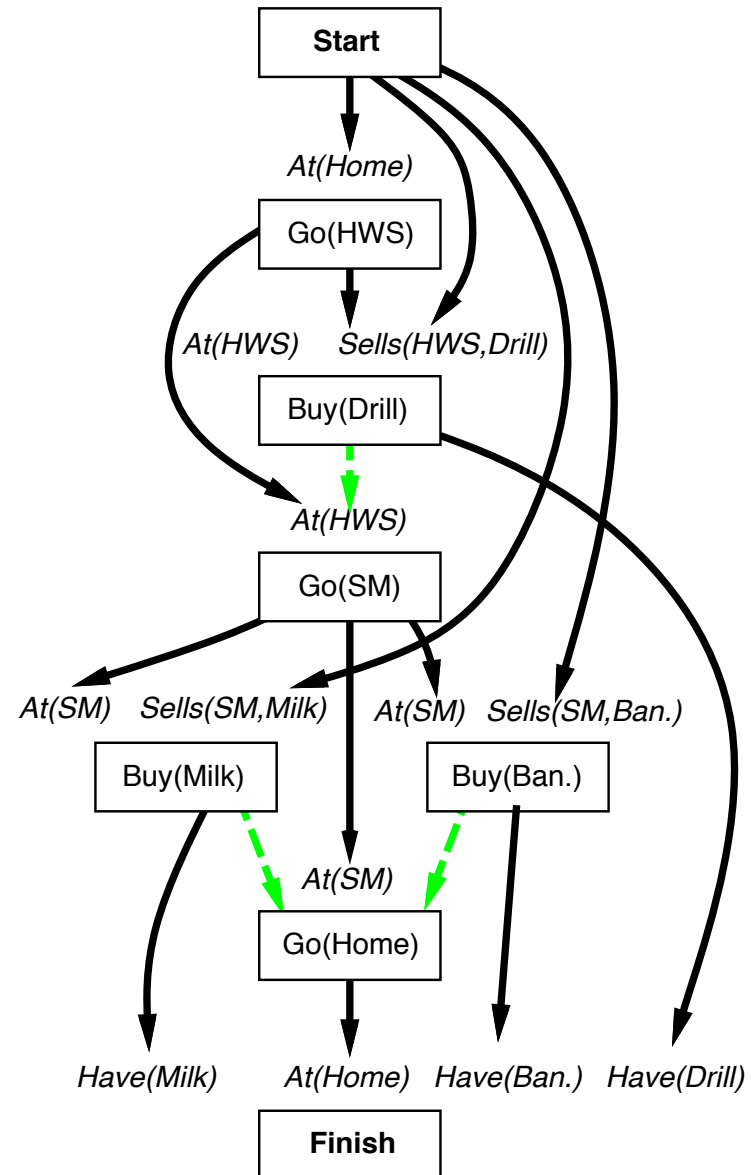 Start
At(Home)
Go(HWS)
At(HWS) Sells(HWS,Drill)
Buy(Drill)
At(HWS)
Go(SM)
At(SM) Sells(SM,Milk) At(SM) Sells(SM,Ban.)
Buy(Milk) Buy(Ban.)
At(SM)
Go(Home)
Have(Milk) At(Home) Have(Ban.) Have(Drill)
Finish